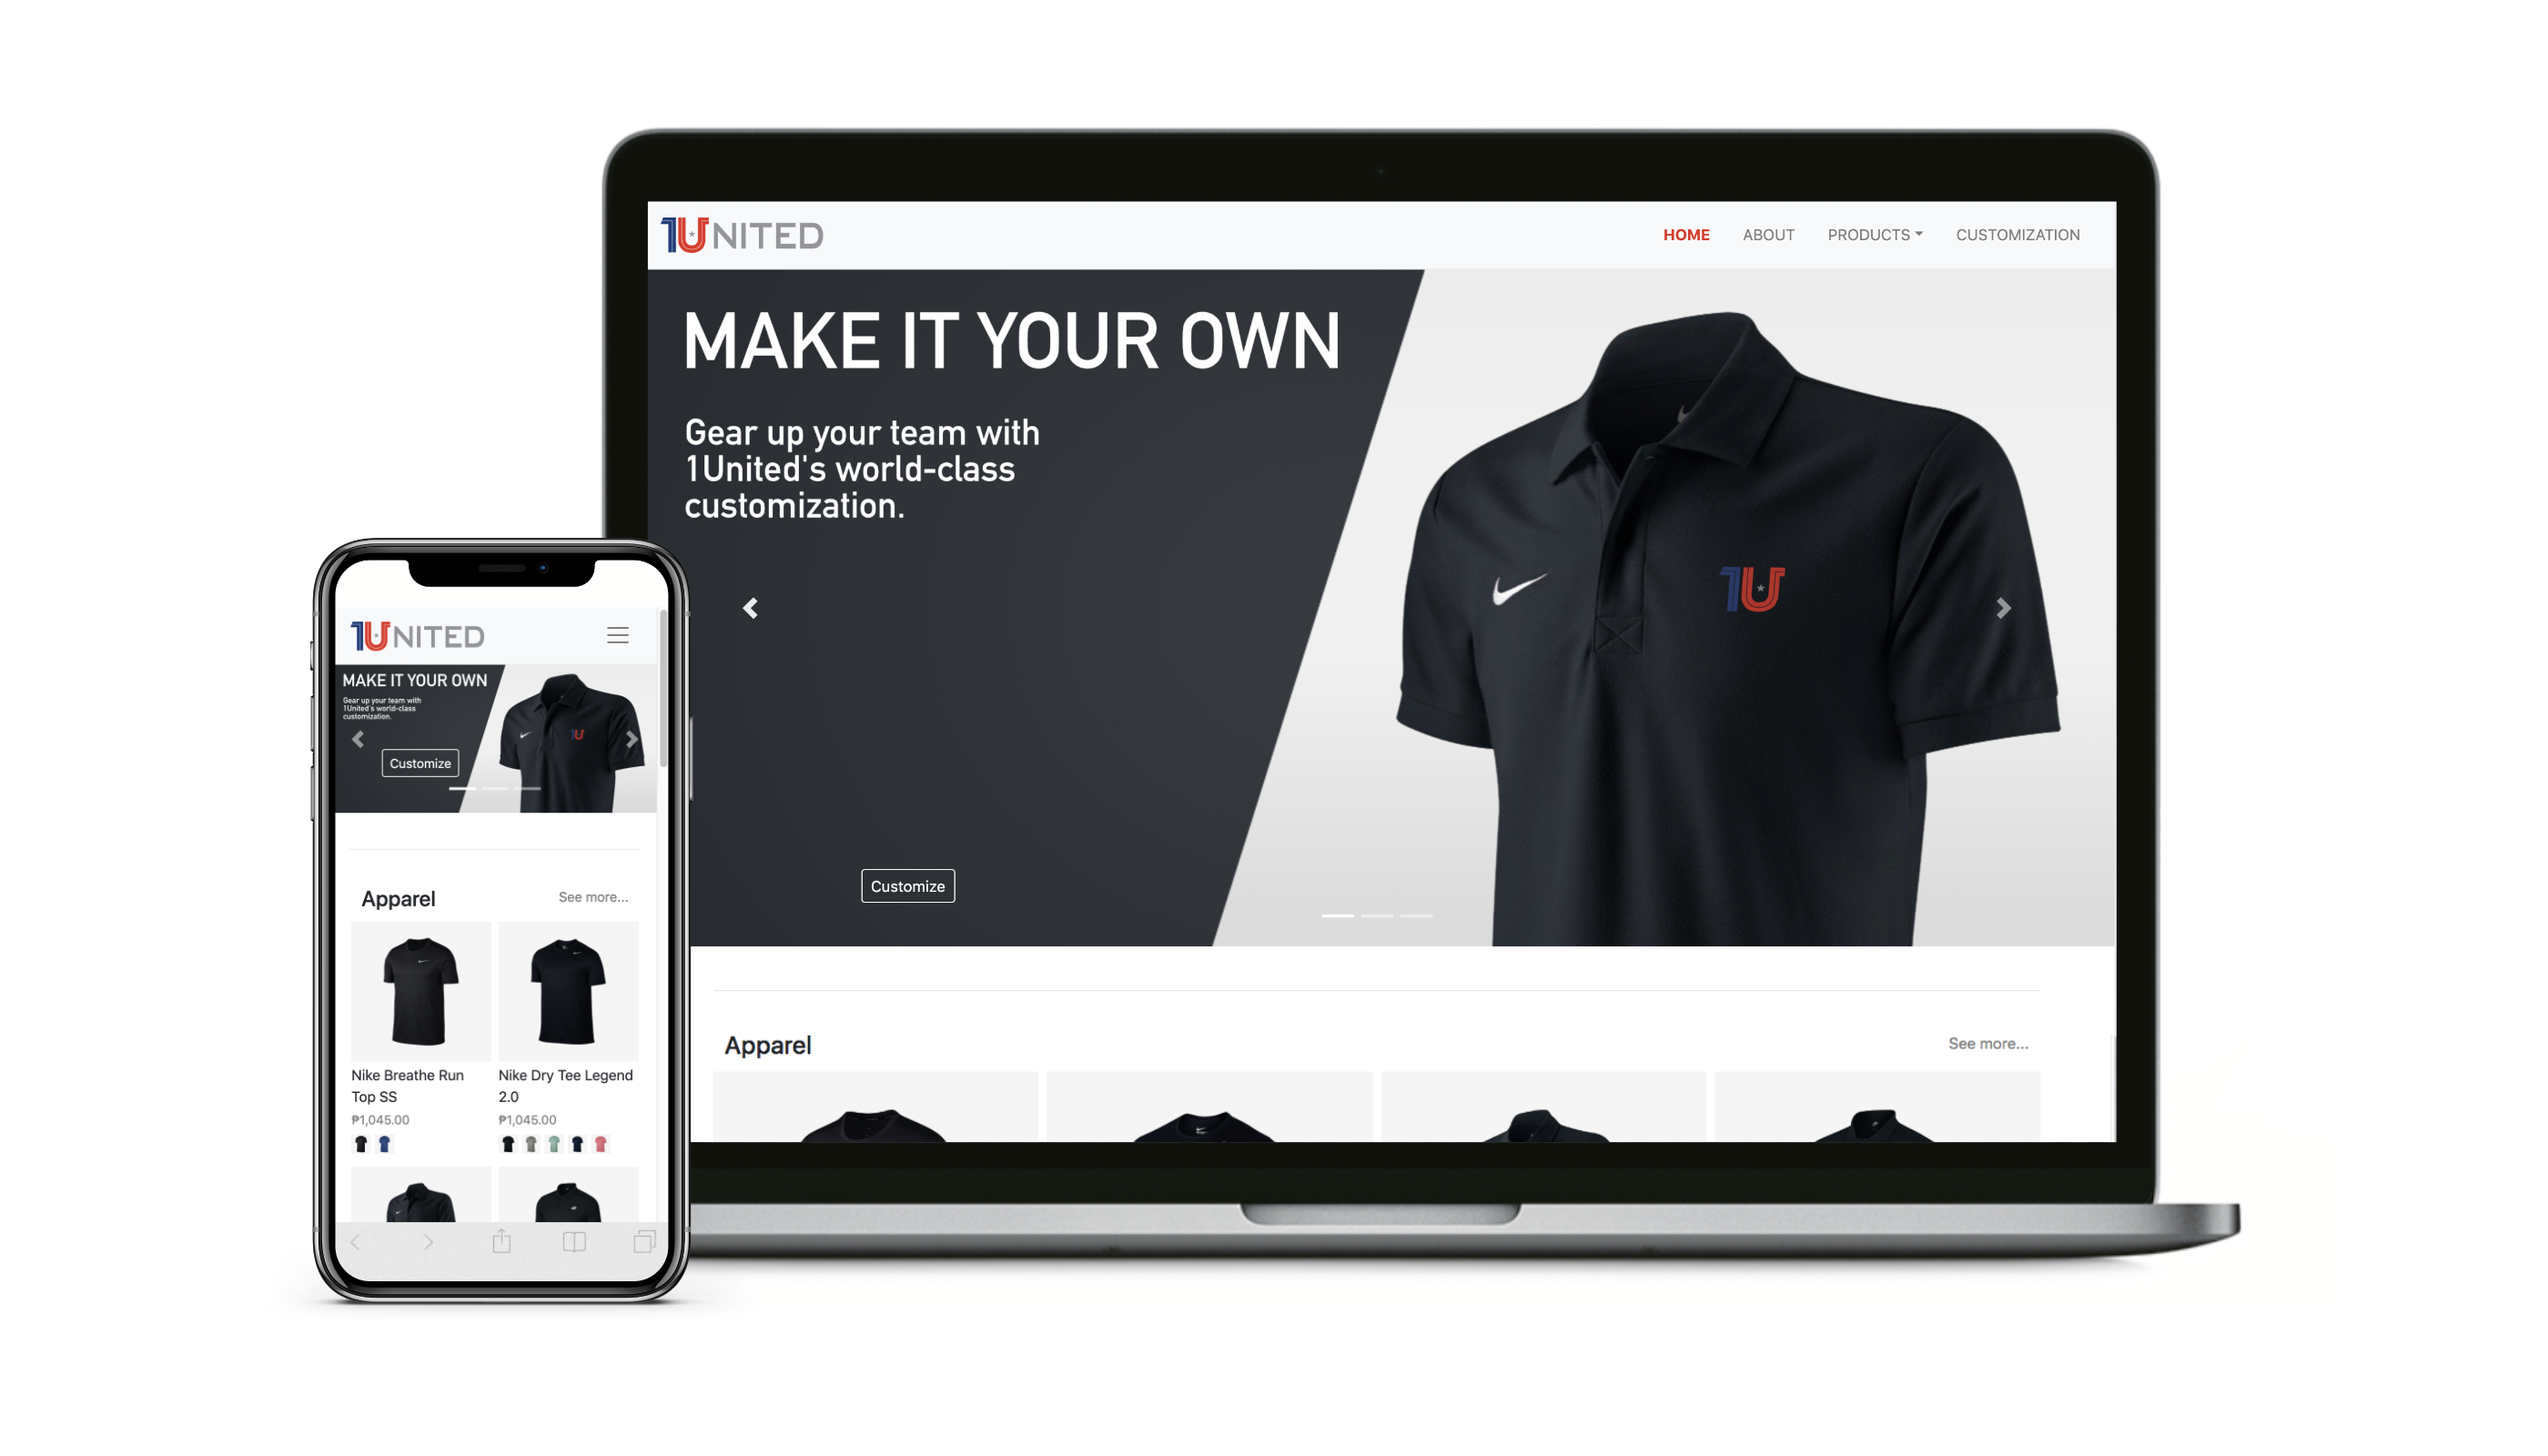 1UNITED
HOME ABOUT PRODUCTS CUSTOMIZATION
MAKE IT YOUR OWN
Gear up your team with
1United's world-class
customization.
1U
Customize
Apparel See more...
1UNITED
MAKE IT YOUR OWN
Gear up your team with
1United's world-class
customization.
1U
Customize
Apparel See more...
Nike Breathe Run
Top SS
₱1,045.00
Nike Dry Tee Legend
2.0
₱1,045.00